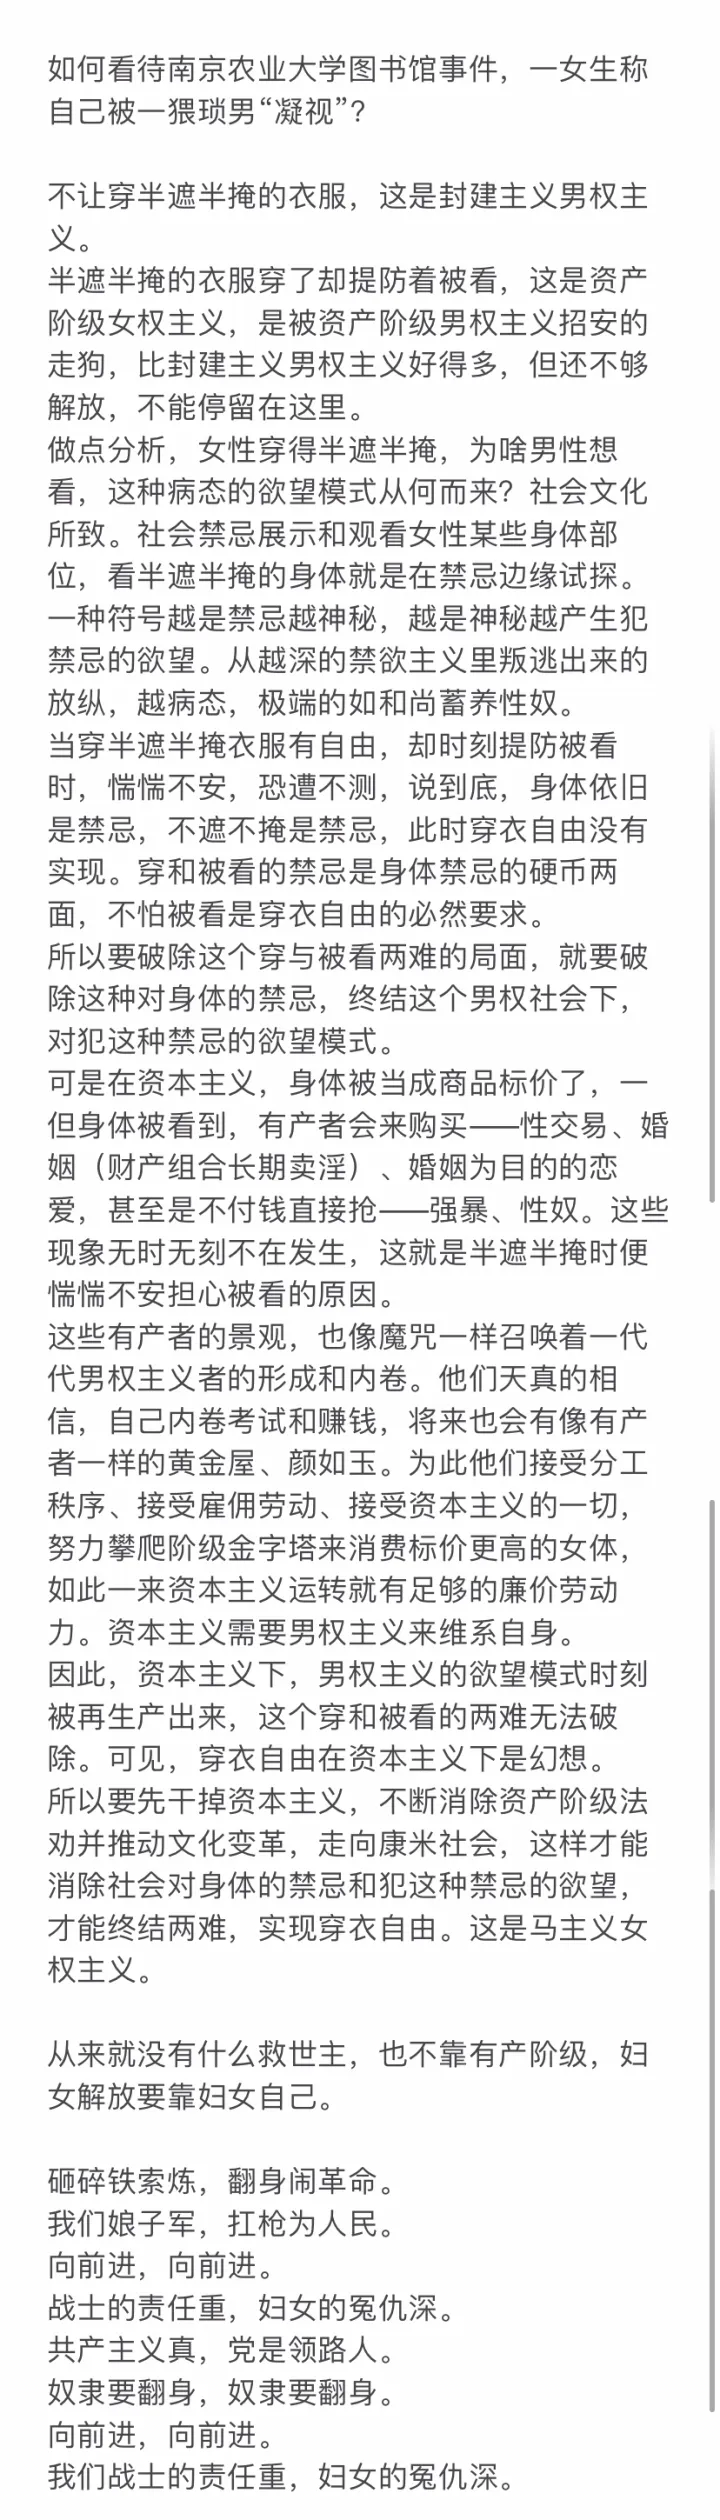 如何看待南京农业大学图书馆事件，一女生称
自己被一猥琐男“凝视”？
不让穿半遮半掩的衣服，这是封建主义男权主
义。
半遮半掩的衣服穿了却提防着被看，这是资产
阶级女权主义，是被资产阶级男权主义招安的
走狗，比封建主义男权主义好得多，但还不够
解放，不能停留在这里。
做点分析，女性穿得半遮半掩，为啥男性想
看，这种病态的欲望模式从何而来？社会文化
所致。社会禁忌展示和观看女性某些身体部
位，看半遮半掩的身体就是在禁忌边缘试探。
一种符号越是禁忌越神秘，越是神秘越产生犯
禁忌的欲望。从越深的禁欲主义里叛逃出来的
放纵，越病态，极端的如和尚蓄养性奴。
当穿半遮半掩衣服有自由，却时刻提防被看
时，惴惴不安，恐遭不测，说到底，身体依旧
是禁忌，不遮不掩是禁忌，此时穿衣自由没有
实现。穿和被看的禁忌是身体禁忌的硬币两
面，不怕被看是穿衣自由的必然要求。
所以要破除这个穿与被看两难的局面，就要破
除这种对身体的禁忌，终结这个男权社会下，
对犯这种禁忌的欲望模式。
可是在资本主义，身体被当成商品标价了，一
但身体被看到，有产者会来购买——性交易、婚
姻（财产组合长期卖淫）、婚姻为目的的恋
爱，甚至是不付钱直接抢——强暴、性奴。这些
现象无时无刻不在发生，这就是半遮半掩时便
惴惴不安担心被看的原因。
这些有产者的景观，也像魔咒一样召唤着一代
代男权主义者的形成和内卷。他们天真的相
信，自己内卷考试和赚钱，将来也会有像有产
者一样的黄金屋、颜如玉。为此他们接受分工
秩序、接受雇佣劳动、接受资本主义的一切，
努力攀爬阶级金字塔来消费标价更高的女体，
如此一来资本主义运转就有足够的廉价劳动
力。资本主义需要男权主义来维系自身。
因此，资本主义下，男权主义的欲望模式时刻
被再生产出来，这个穿和被看的两难无法破
除。可见，穿衣自由在资本主义下是幻想。
所以要先干掉资本主义，不断消除资产阶级法
劝并推动文化变革，走向康米社会，这样才能
消除社会对身体的禁忌和犯这种禁忌的欲望，
才能终结两难，实现穿衣自由。这是马主义女
权主义。
从来就没有什么救世主，也不靠有产阶级，妇
女解放要靠妇女自己。
砸碎铁索炼，翻身闹革命。
我们娘子军，扛枪为人民。
向前进，向前进。
战士的责任重，妇女的冤仇深。
共产主义真，党是领路人。
奴隶要翻身，奴隶要翻身。
向前进，向前进。
我们战士的责任重，妇女的冤仇深。